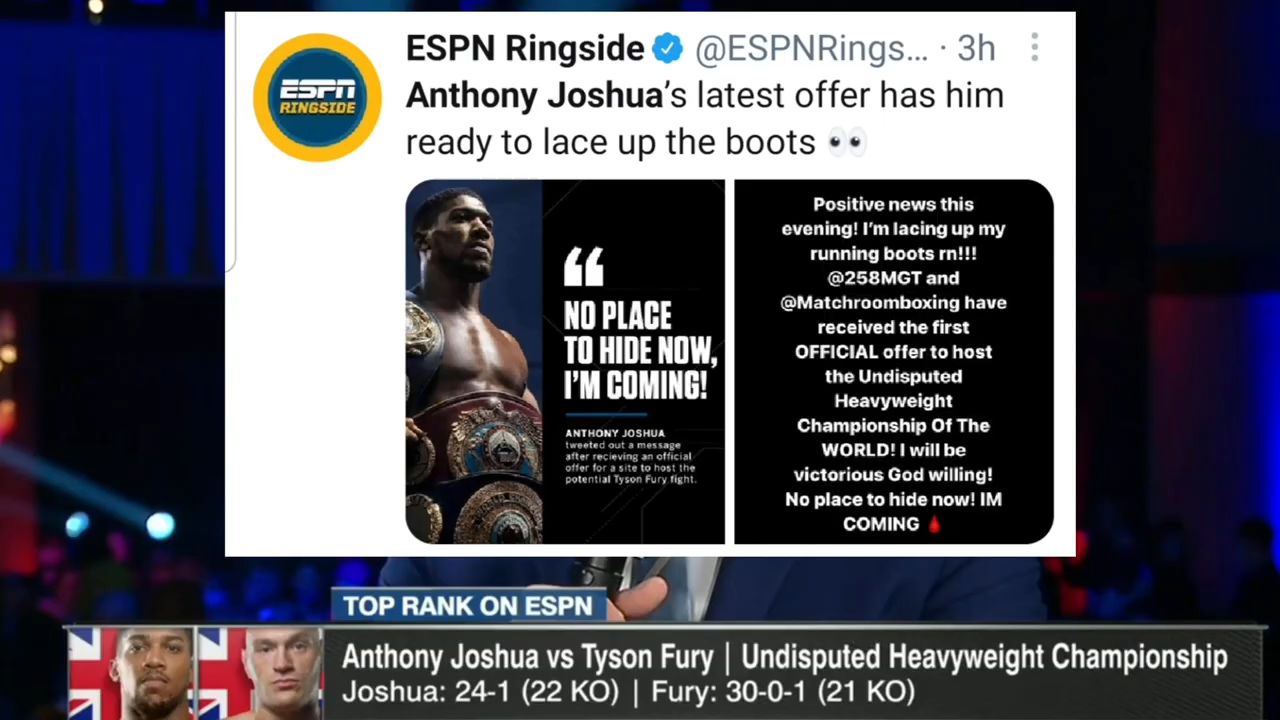 ESPN Ringside @ESPNRings... · 3h
ESPN
RINGSIDE
Anthony Joshua's latest offer has him
ready to lace up the boots 👀
“
NO PLACE
TO HIDE NOW,
I'M COMING!
ANTHONY JOSHUA
tweeted out a message
after recieving an official
offer for a site to host the
potential Tyson Fury fight.
Positive news this
evening! I'm lacing up my
running boots rn!!!
@258MGT and
@Matchroomboxing have
received the first
OFFICIAL offer to host
the Undisputed
Heavyweight
Championship Of The
WORLD! I will be
victorious God willing!
No place to hide now! IM
COMING 🩸
TOP RANK ON ESPN
Anthony Joshua vs Tyson Fury | Undisputed Heavyweight Championship
Joshua: 24-1 (22 KO) | Fury: 30-0-1 (21 KO)